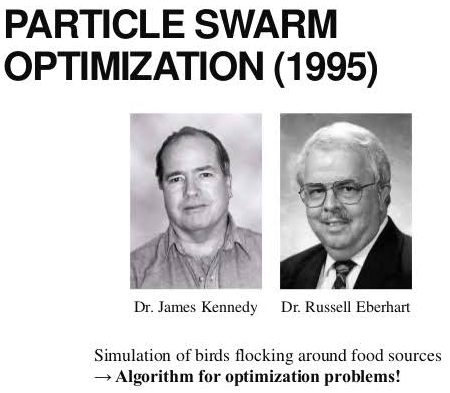 PARTICLE SWARM
OPTIMIZATION (1995)
Dr. James Kennedy
Dr. Russell Eberhart
Simulation of birds flocking around food sources
→ Algorithm for optimization problems!